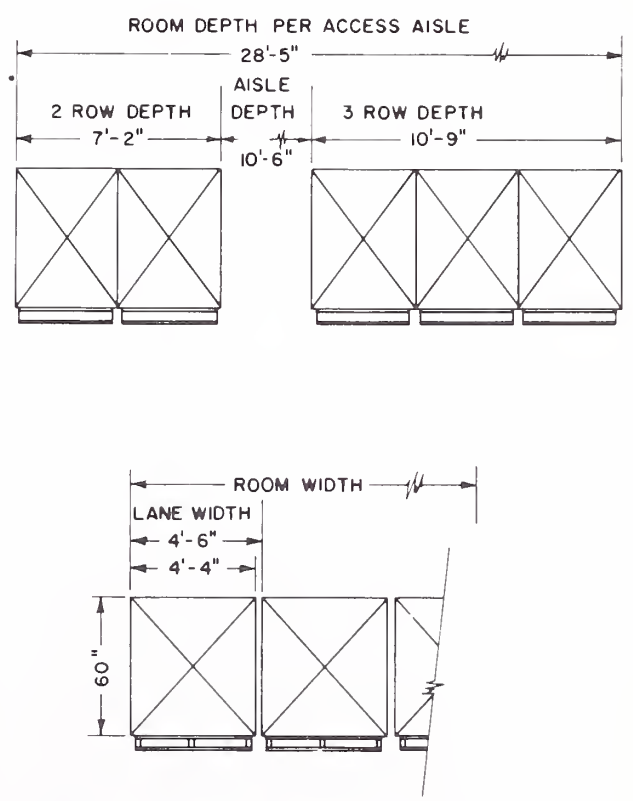 ROOM DEPTH PER ACCESS AISLE
28'-5"
AISLE
2 ROW DEPTH DEPTH 3 ROW DEPTH
7'-2" 10'-9"
10'-6"
ROOM WIDTH
LANE WIDTH
4'-6"
4'-4"
60"